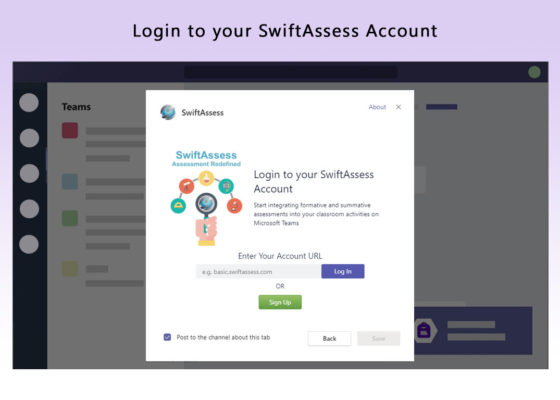 Login to your SwiftAssess Account
Teams
SwiftAssess
About
SwiftAssess
Assessment Redefined
Login to your SwiftAssess
Account
Start integrating formative and summative
assessments into your classroom activities on
Microsoft Teams
Enter Your Account URL
e.g. basic.swiftassess.com
Log In
OR
Sign Up
Post to the channel about this tab
Back
Save